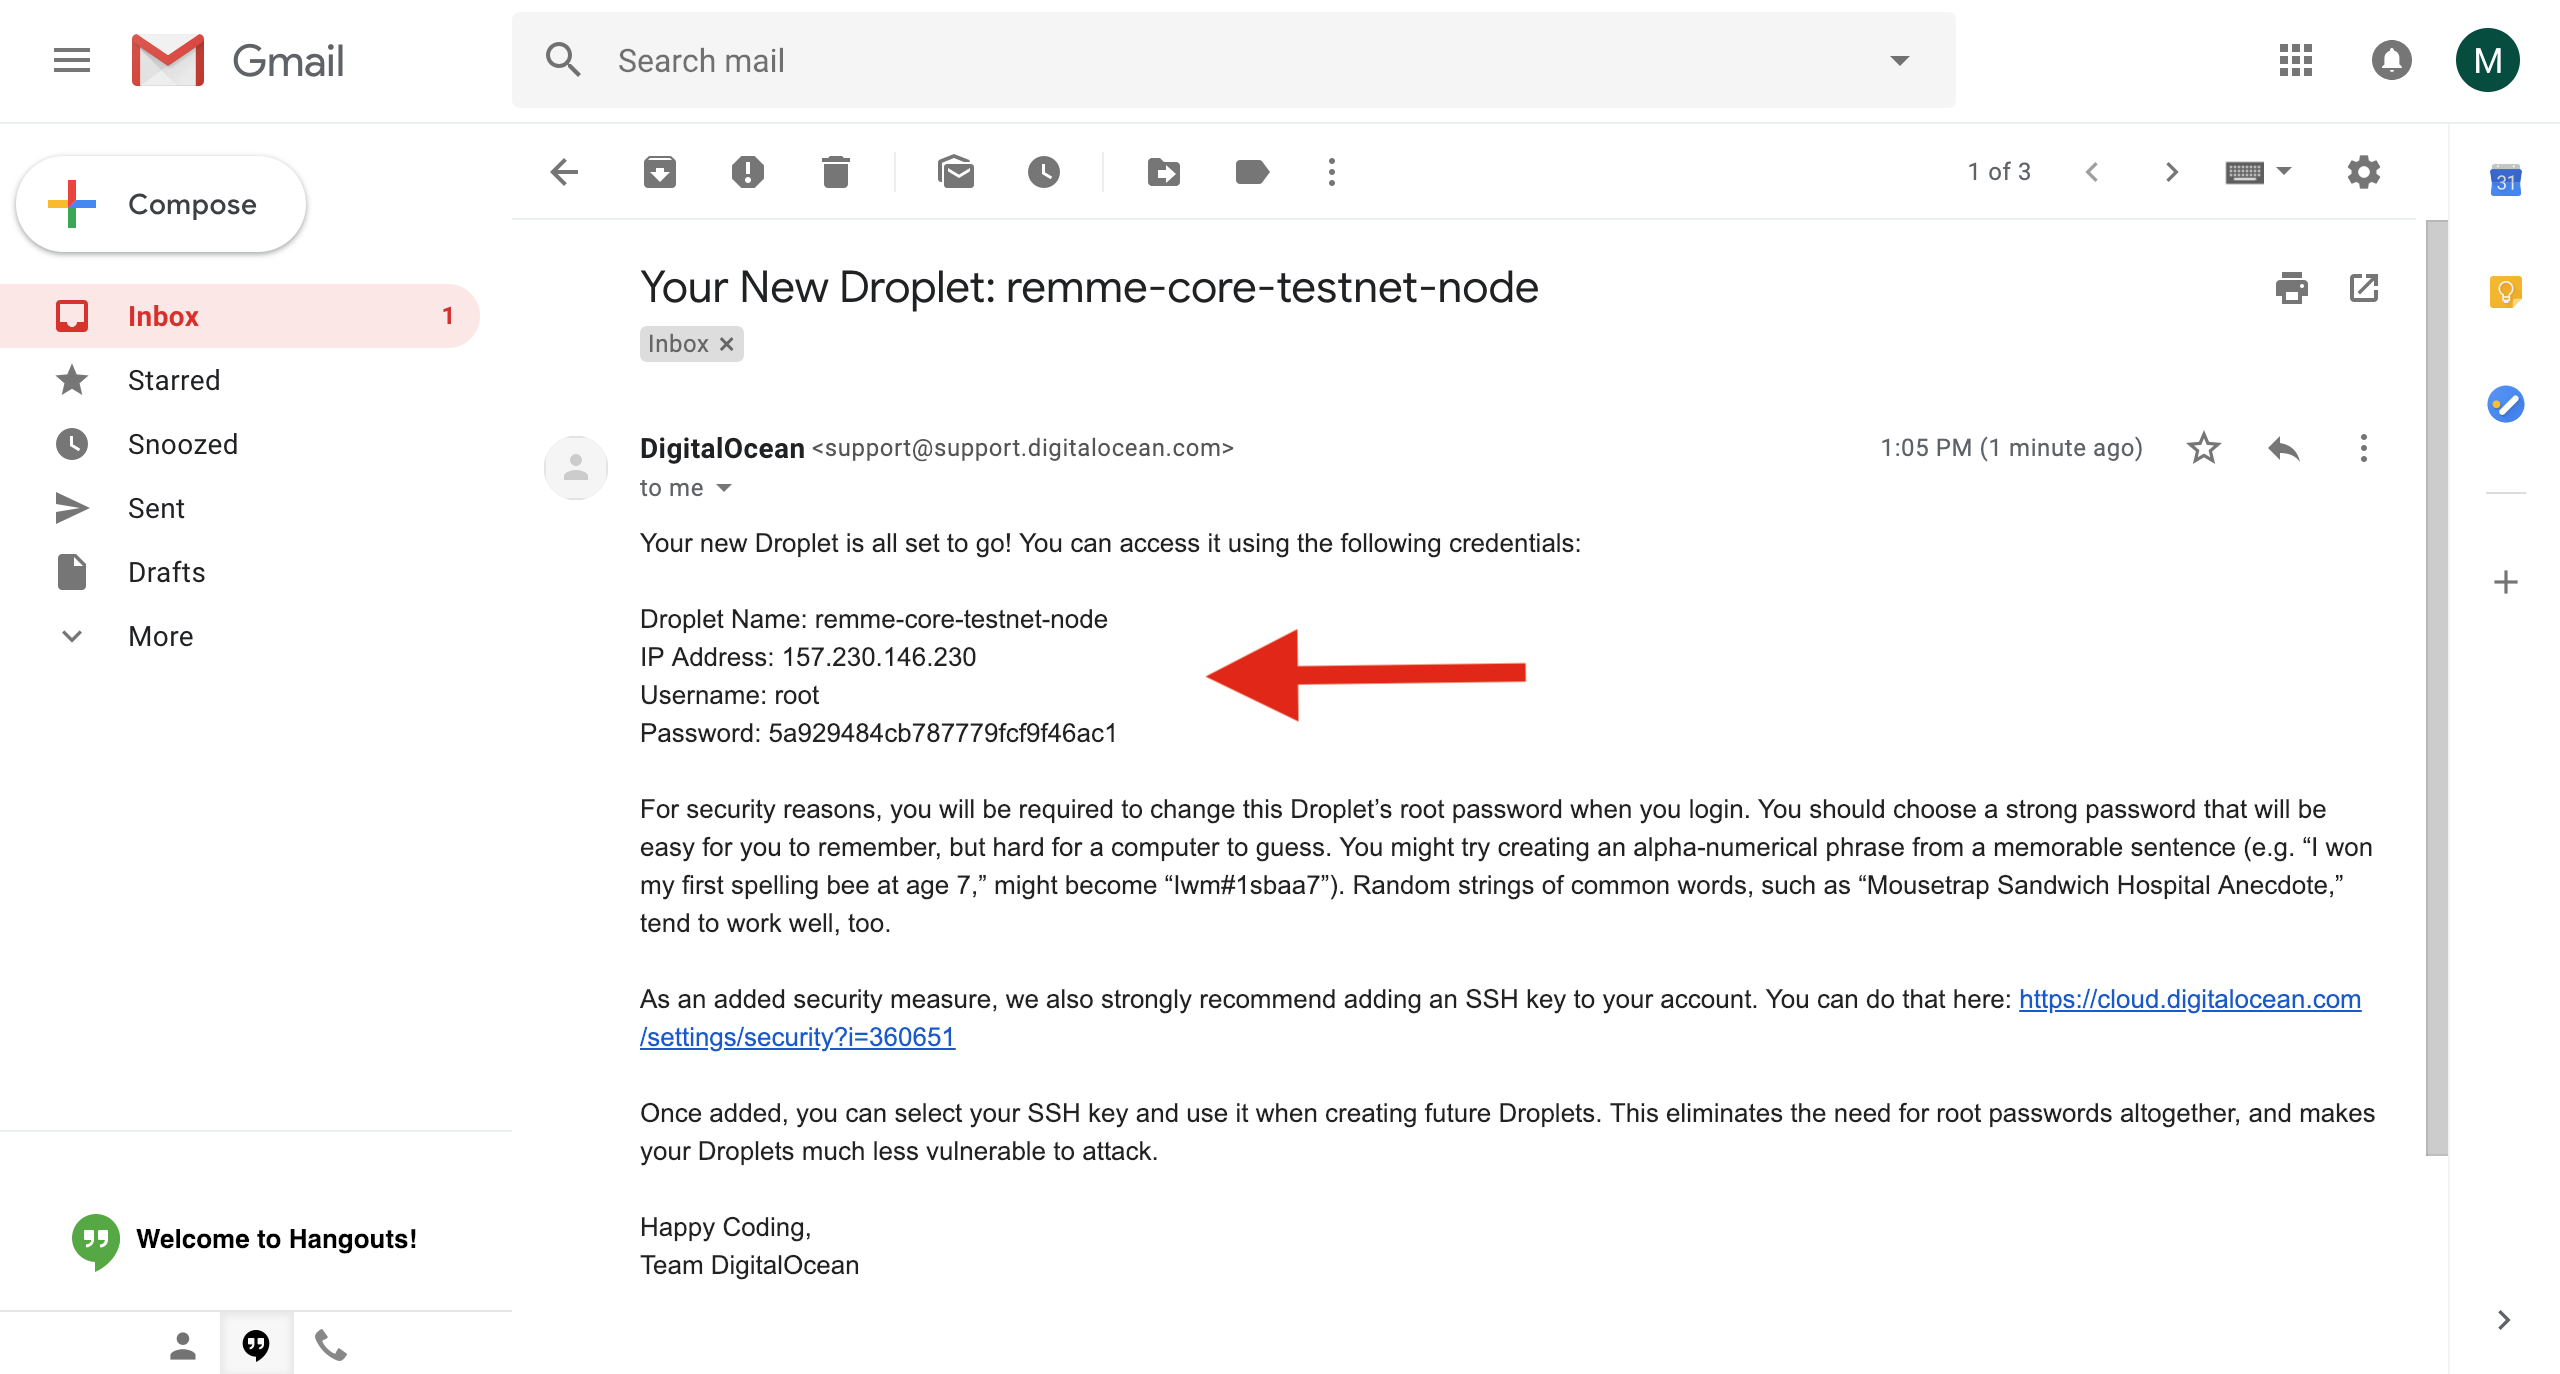 Gmail
Search mail
M
Compose
1 of 3
31
Inbox 1
Starred
Snoozed
Sent
Drafts
More
Your New Droplet: remme-core-testnet-node
Inbox ×
DigitalOcean <support@support.digitalocean.com> 1:05 PM (1 minute ago)
to me
Your new Droplet is all set to go! You can access it using the following credentials:
Droplet Name: remme-core-testnet-node
IP Address: 157.230.146.230
Username: root
Password: 5a929484cb787779fcf9f46ac1
For security reasons, you will be required to change this Droplet’s root password when you login. You should choose a strong password that will be
easy for you to remember, but hard for a computer to guess. You might try creating an alpha-numerical phrase from a memorable sentence (e.g. “I won
my first spelling bee at age 7,” might become “Iwm#1sbaa7”). Random strings of common words, such as “Mousetrap Sandwich Hospital Anecdote,”
tend to work well, too.
As an added security measure, we also strongly recommend adding an SSH key to your account. You can do that here: https://cloud.digitalocean.com
/settings/security?i=360651
Once added, you can select your SSH key and use it when creating future Droplets. This eliminates the need for root passwords altogether, and makes
your Droplets much less vulnerable to attack.
Happy Coding,
Team DigitalOcean
Welcome to Hangouts!